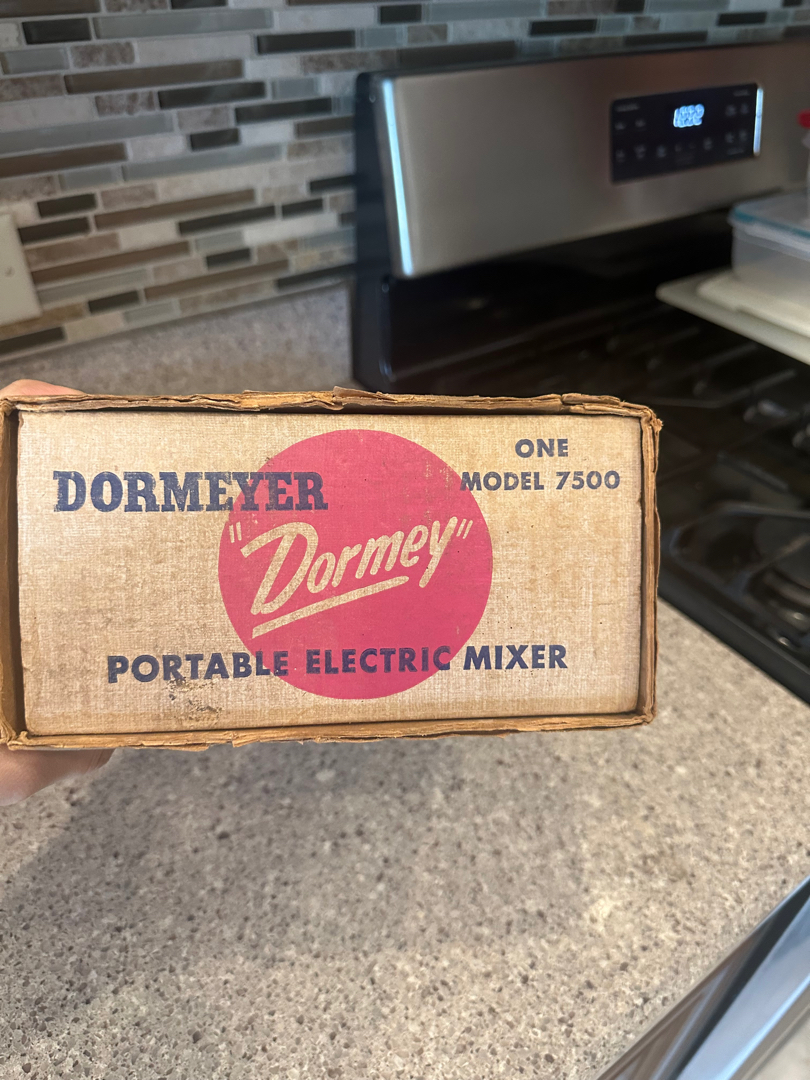 DORMEYER
ONE
MODEL 7500
"Dormey"
PORTABLE ELECTRIC MIXER